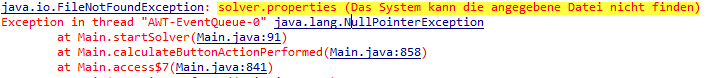 java.io.FileNotFoundException: solver.properties (Das System kann die angegebene Datei nicht finden)
Exception in thread "AWT-EventQueue-0" java.lang.NullPointerException
at Main.startSolver(Main.java:91)
at Main.calculateButtonActionPerformed(Main.java:858)
at Main.access$7(Main.java:841)